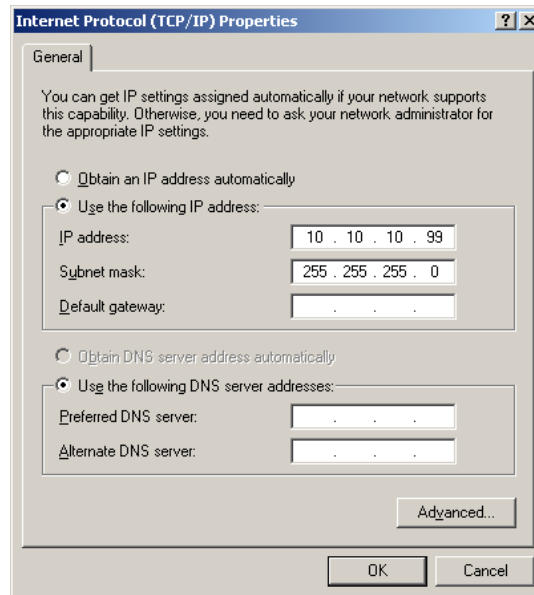 Internet Protocol (TCP/IP) Properties
General
You can get IP settings assigned automatically if your network supports
this capability. Otherwise, you need to ask your network administrator for
the appropriate IP settings.
Obtain an IP address automatically
Use the following IP address:
IP address: 10 . 10 . 10 . 99
Subnet mask: 255 . 255 . 255 . 0
Default gateway: . . .
Obtain DNS server address automatically
Use the following DNS server addresses:
Preferred DNS server: . . .
Alternate DNS server: . . .
Advanced...
OK Cancel